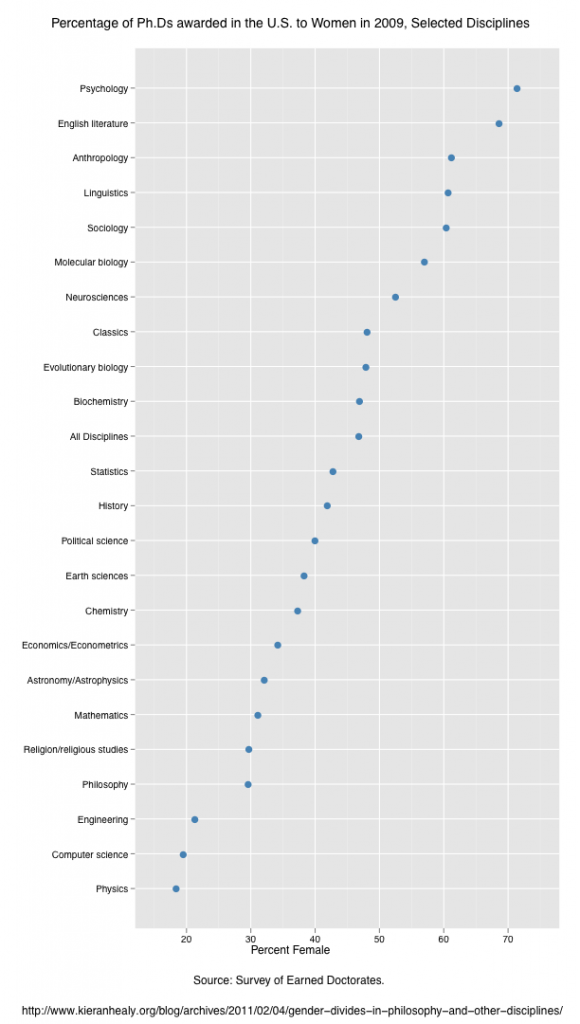 Percentage of Ph.Ds awarded in the U.S. to Women in 2009, Selected Disciplines
Psychology
English literature
Anthropology
Linguistics
Sociology
Molecular biology
Neurosciences
Classics
Evolutionary biology
Biochemistry
All Disciplines
Statistics
History
Political science
Earth sciences
Chemistry
Economics/Econometrics
Astronomy/Astrophysics
Mathematics
Religion/religious studies
Philosophy
Engineering
Computer science
Physics
20 30 40 50 60 70
Percent Female
Source: Survey of Earned Doctorates.
http://www.kieranhealy.org/blog/archives/2011/02/04/gender-divides-in-philosophy-and-other-disciplines/